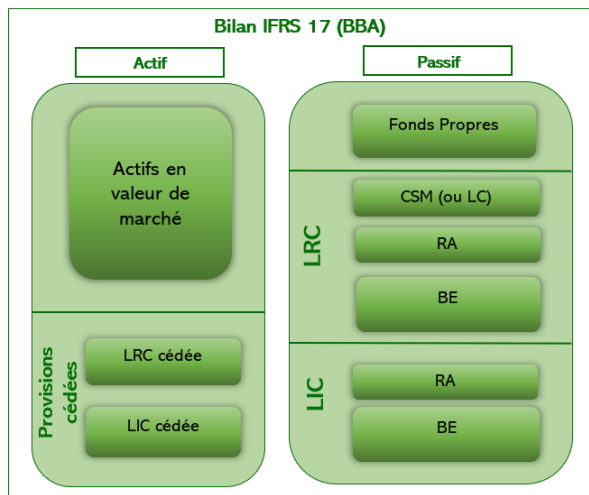 Bilan IFRS 17 (BBA)
Actif
Actifs en
valeur de
marché
Provisions
cédées
LRC cédée
LIC cédée
Passif
Fonds Propres
LRC
CSM (ou LC)
RA
BE
LIC
RA
BE